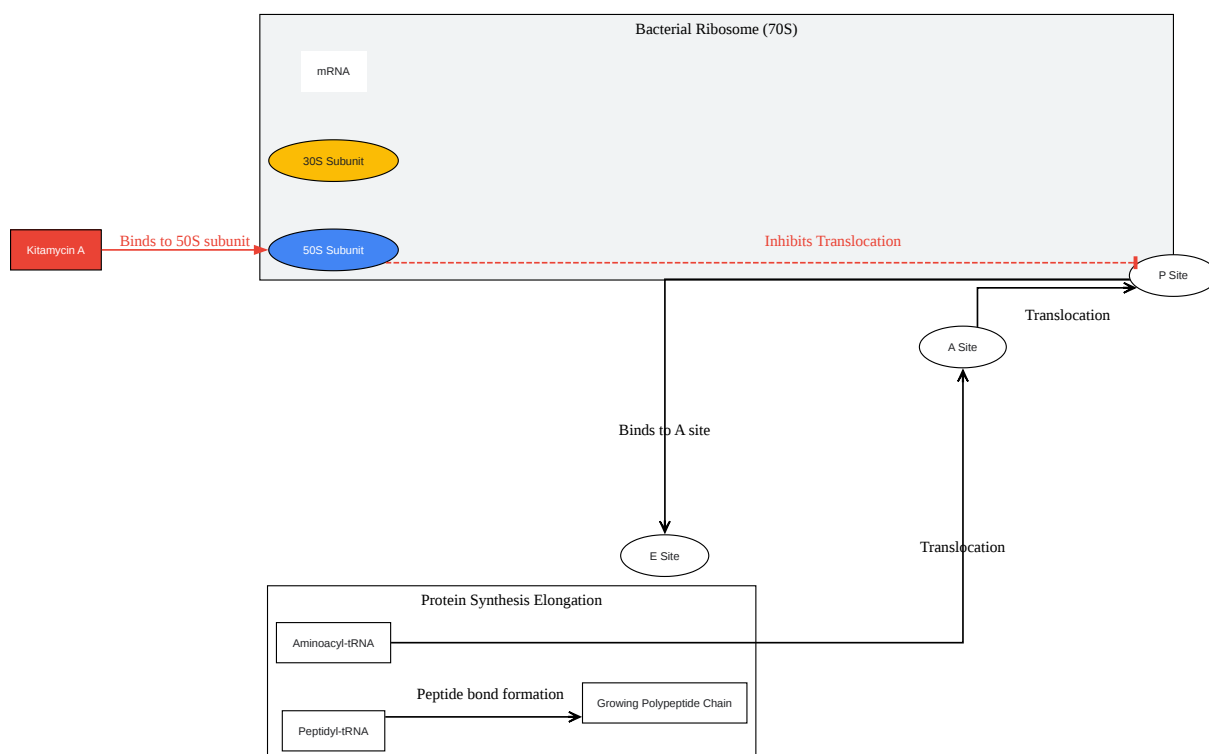 Bacterial Ribosome (70S)
mRNA
30S Subunit
Kitamycin A
Binds to 50S subunit
50S Subunit
Inhibits Translocation
P Site
Translocation
A Site
Binds to A site
Translocation
E Site
Protein Synthesis Elongation
Aminoacyl-tRNA
Peptide bond formation
Growing Polypeptide Chain
Peptidyl-tRNA